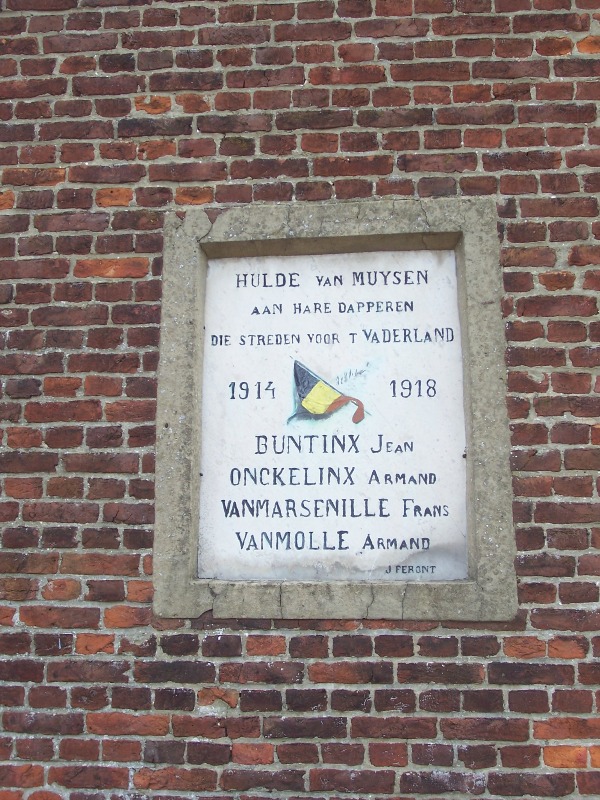 HULDE VAN MUYSEN
AAN HARE DAPPEREN
DIE STREDEN VOOR T VADERLAND
1914 1918
BUNTINX JEAN
ONCKELINX ARMAND
VANMARSENILLE FRANS
VANMOLLE ARMAND
J FERONT